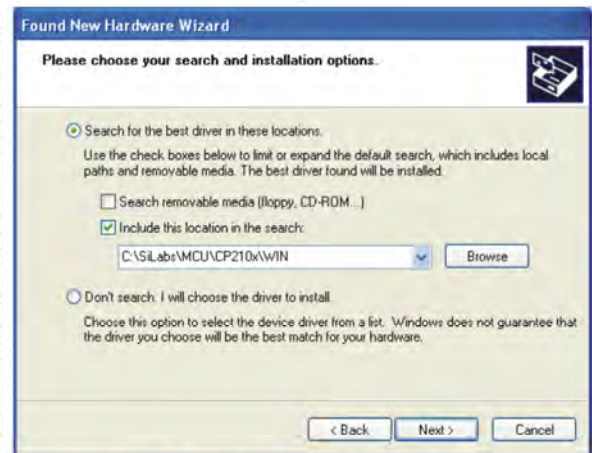 Found New Hardware Wizard
Please choose your search and installation options.
Search for the best driver in these locations.
Use the check boxes below to limit or expand the default search, which includes local
paths and removable media. The best driver found will be installed.
Search removable media (floppy, CD-ROM...)
Include this location in the search:
C:\SiLabs\MCU\CP210x\WIN
Browse
Don't search. I will choose the driver to install.
Choose this option to select the device driver from a list. Windows does not guarantee that
the driver you choose will be the best match for your hardware.
< Back
Next >
Cancel